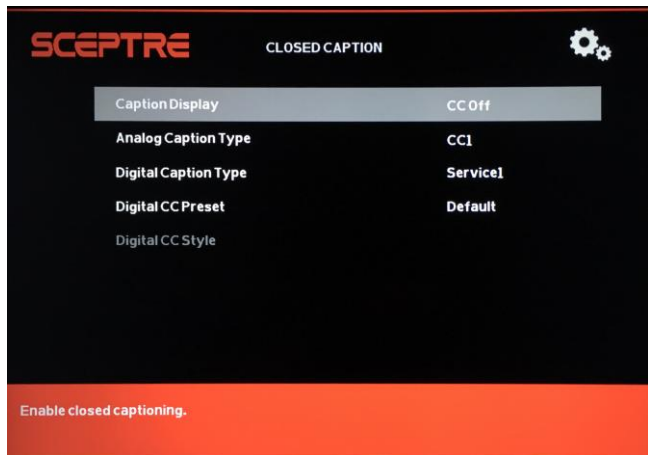 SCEPTRE CLOSED CAPTION
Caption Display CC Off
Analog Caption Type CC1
Digital Caption Type Service1
Digital CC Preset Default
Digital CC Style
Enable closed captioning.